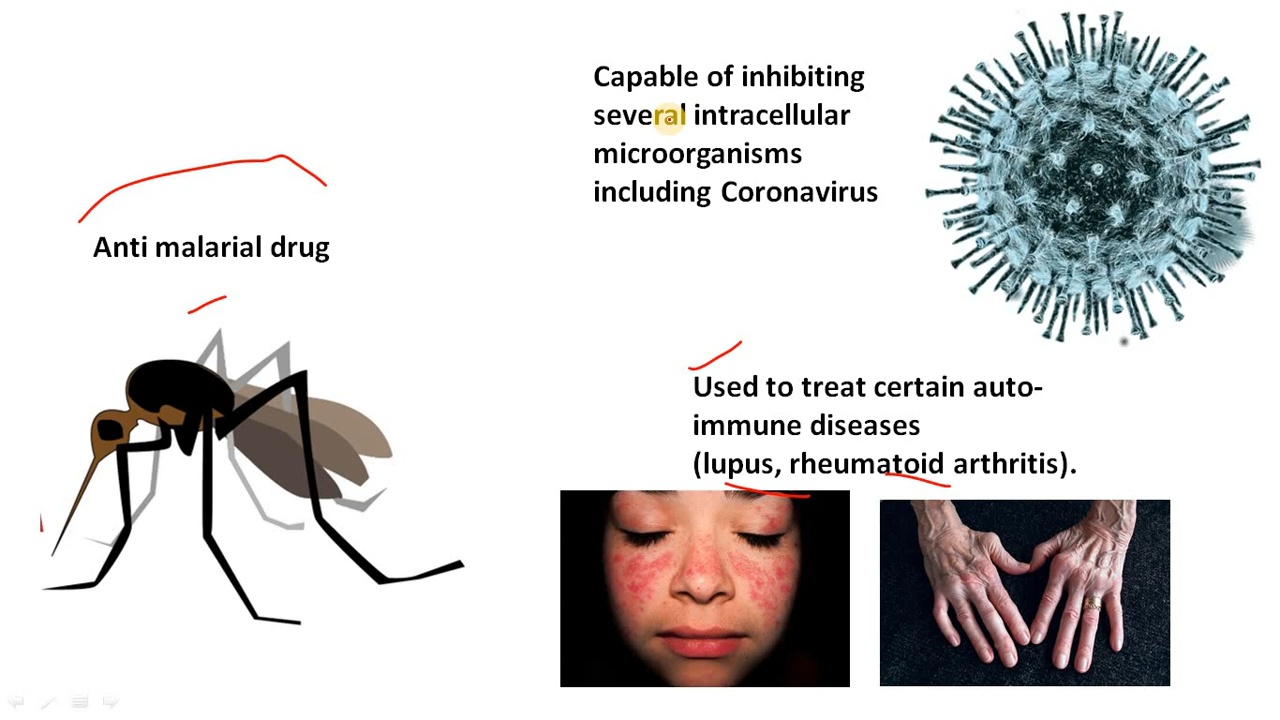 Capable of inhibiting
several intracellular
microorganisms
including Coronavirus
Anti malarial drug
Used to treat certain auto-
immune diseases
(lupus, rheumatoid arthritis).